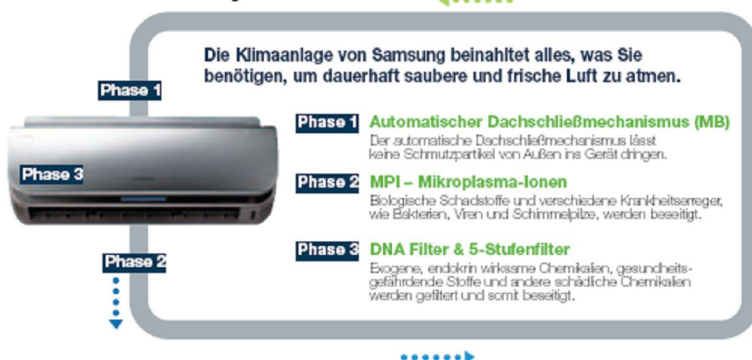 Die Klimaanlage von Samsung beinahltet alles, was Sie
benötigen, um dauerhaft saubere und frische Luft zu atmen.
Phase 1
Phase 1 Automatischer Dachschließmechanismus (MB)
Der automatische Dachschließmechanismus lässt
keine Schmutzpartikel von Außen ins Gerät dringen.
Phase 3
Phase 2 MPI – Mikroplasma-Ionen
Biologische Schadstoffe und verschiedene Krankheitserreger,
wie Bakterien, Viren und Schimmelpilze, werden beseitigt.
Phase 2
Phase 3 DNA Filter & 5-Stufenfilter
Exogene, endokrin wirksame Chemikalien, gesundheits-
gefährdende Stoffe und andere schädliche Chemikalien
werden gefiltert und somit beseitigt.